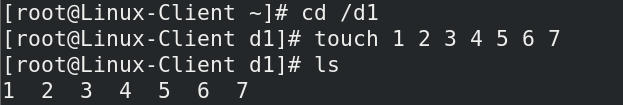 [root@Linux-Client ~]# cd /d1
[root@Linux-Client d1]# touch 1 2 3 4 5 6 7
[root@Linux-Client d1]# ls
1  2  3  4  5  6  7